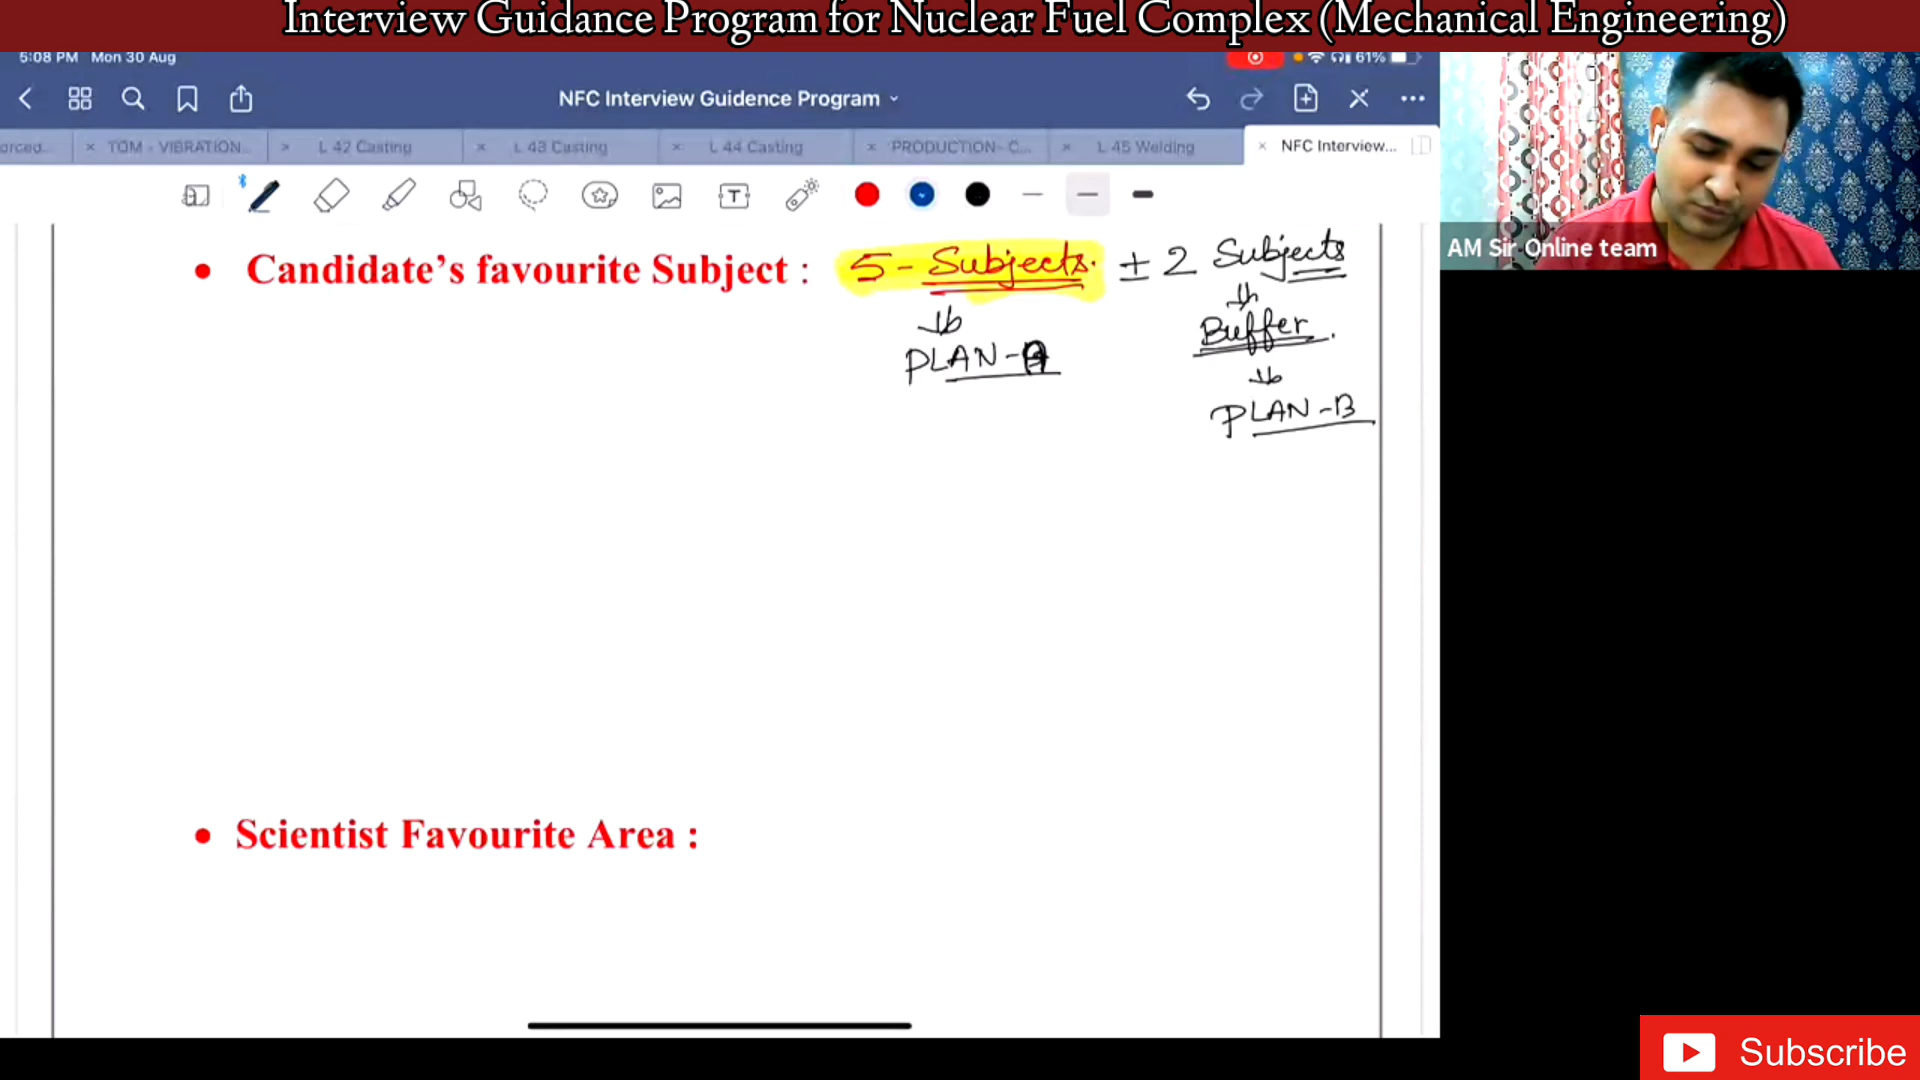 Interview Guidance Program for Nuclear Fuel Complex (Mechanical Engineering)
5:08 PM Mon 30 Aug
61%
NFC Interview Guidence Program
orced...
× TOM - VIBRATION...
× L 42 Casting
× L 43 Casting
× L 44 Casting
× PRODUCTION- C...
× L 45 Welding
× NFC Interview...
T
AM Sir Online team
• Candidate's favourite Subject : 5 - Subjects. ± 2 Subjects
Buffer.
PLAN-A
PLAN-B
• Scientist Favourite Area :
Subscribe